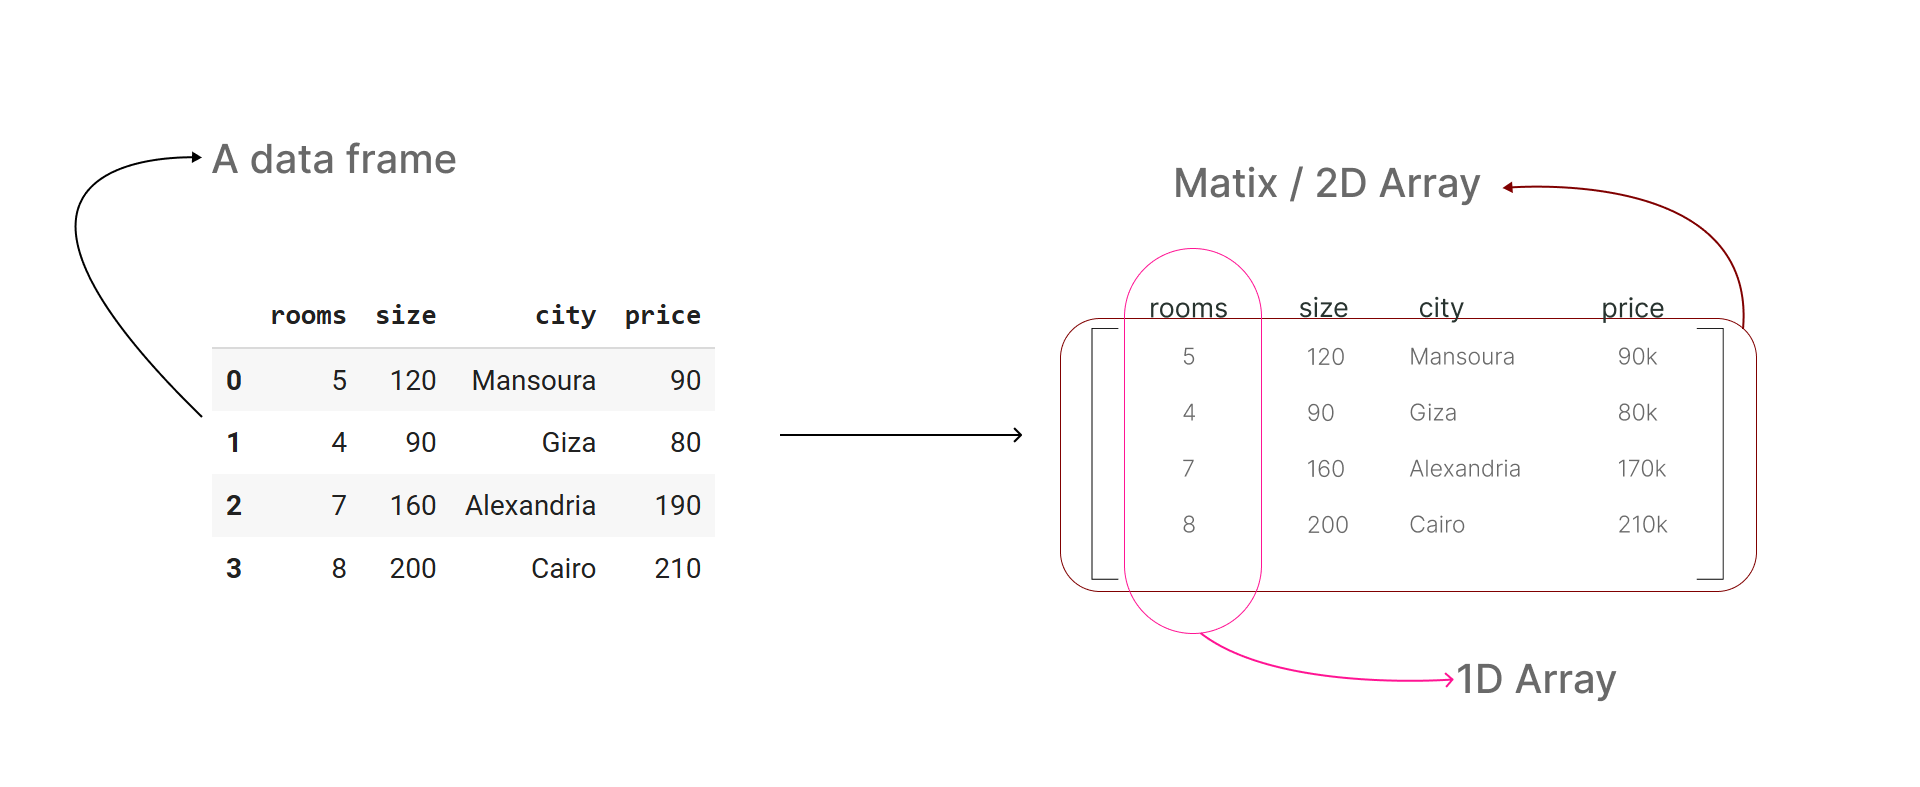 A data frame
rooms size city price
0 5 120 Mansoura 90
1 4 90 Giza 80
2 7 160 Alexandria 190
3 8 200 Cairo 210
Matix / 2D Array
rooms size city price
5 120 Mansoura 90k
4 90 Giza 80k
7 160 Alexandria 170k
8 200 Cairo 210k
1D Array